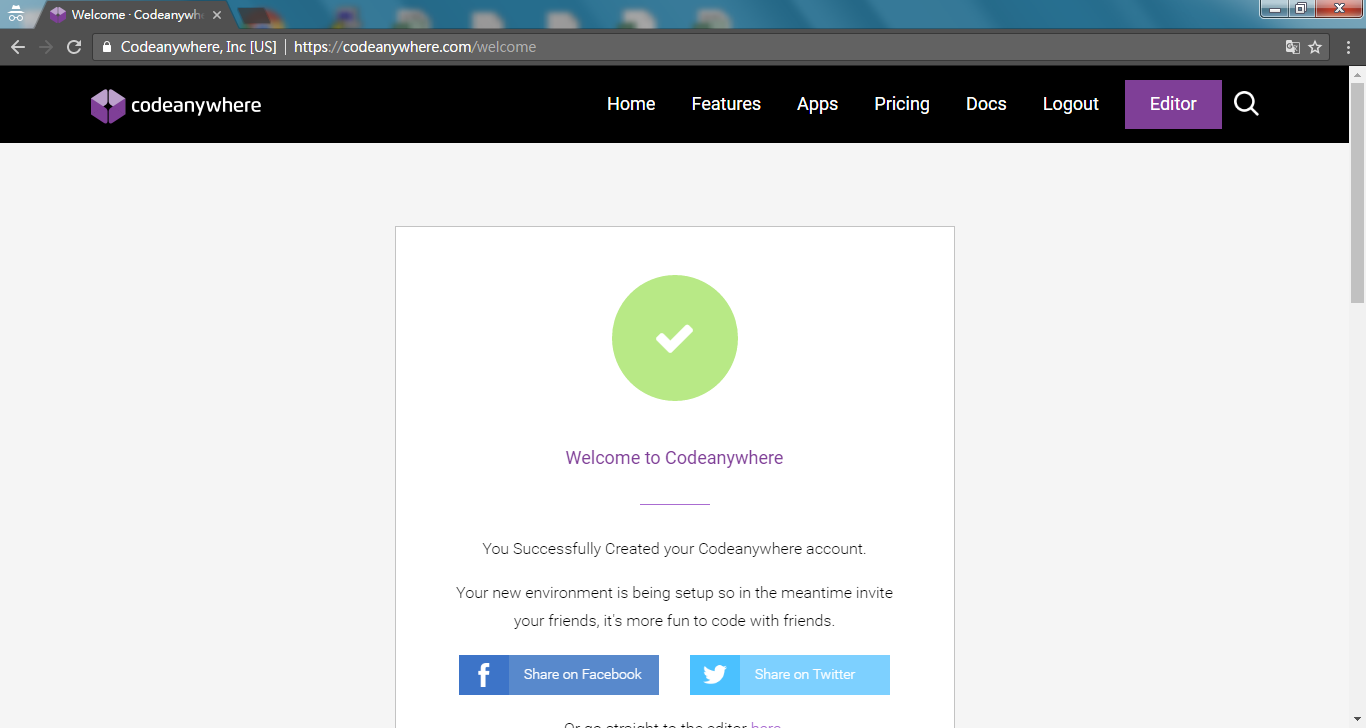 Welcome · Codeanywh
Codeanywhere, Inc [US] | https://codeanywhere.com/welcome
codeanywhere
Home Features Apps Pricing Docs Logout Editor
Welcome to Codeanywhere
You Successfully Created your Codeanywhere account.
Your new environment is being setup so in the meantime invite
your friends, it's more fun to code with friends.
f Share on Facebook Share on Twitter
Or go straight to the editor here